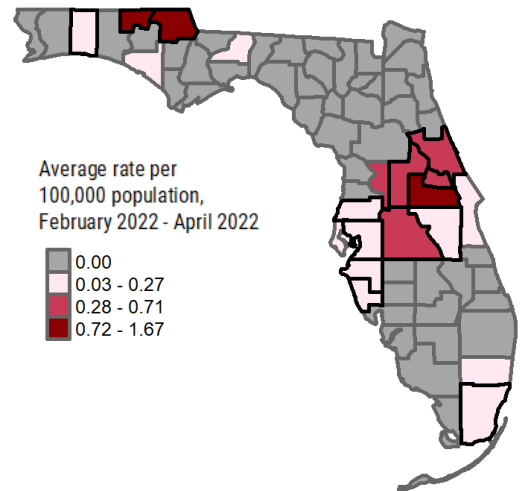 Average rate per
100,000 population,
February 2022 - April 2022
0.00
0.03 - 0.27
0.28 - 0.71
0.72 - 1.67